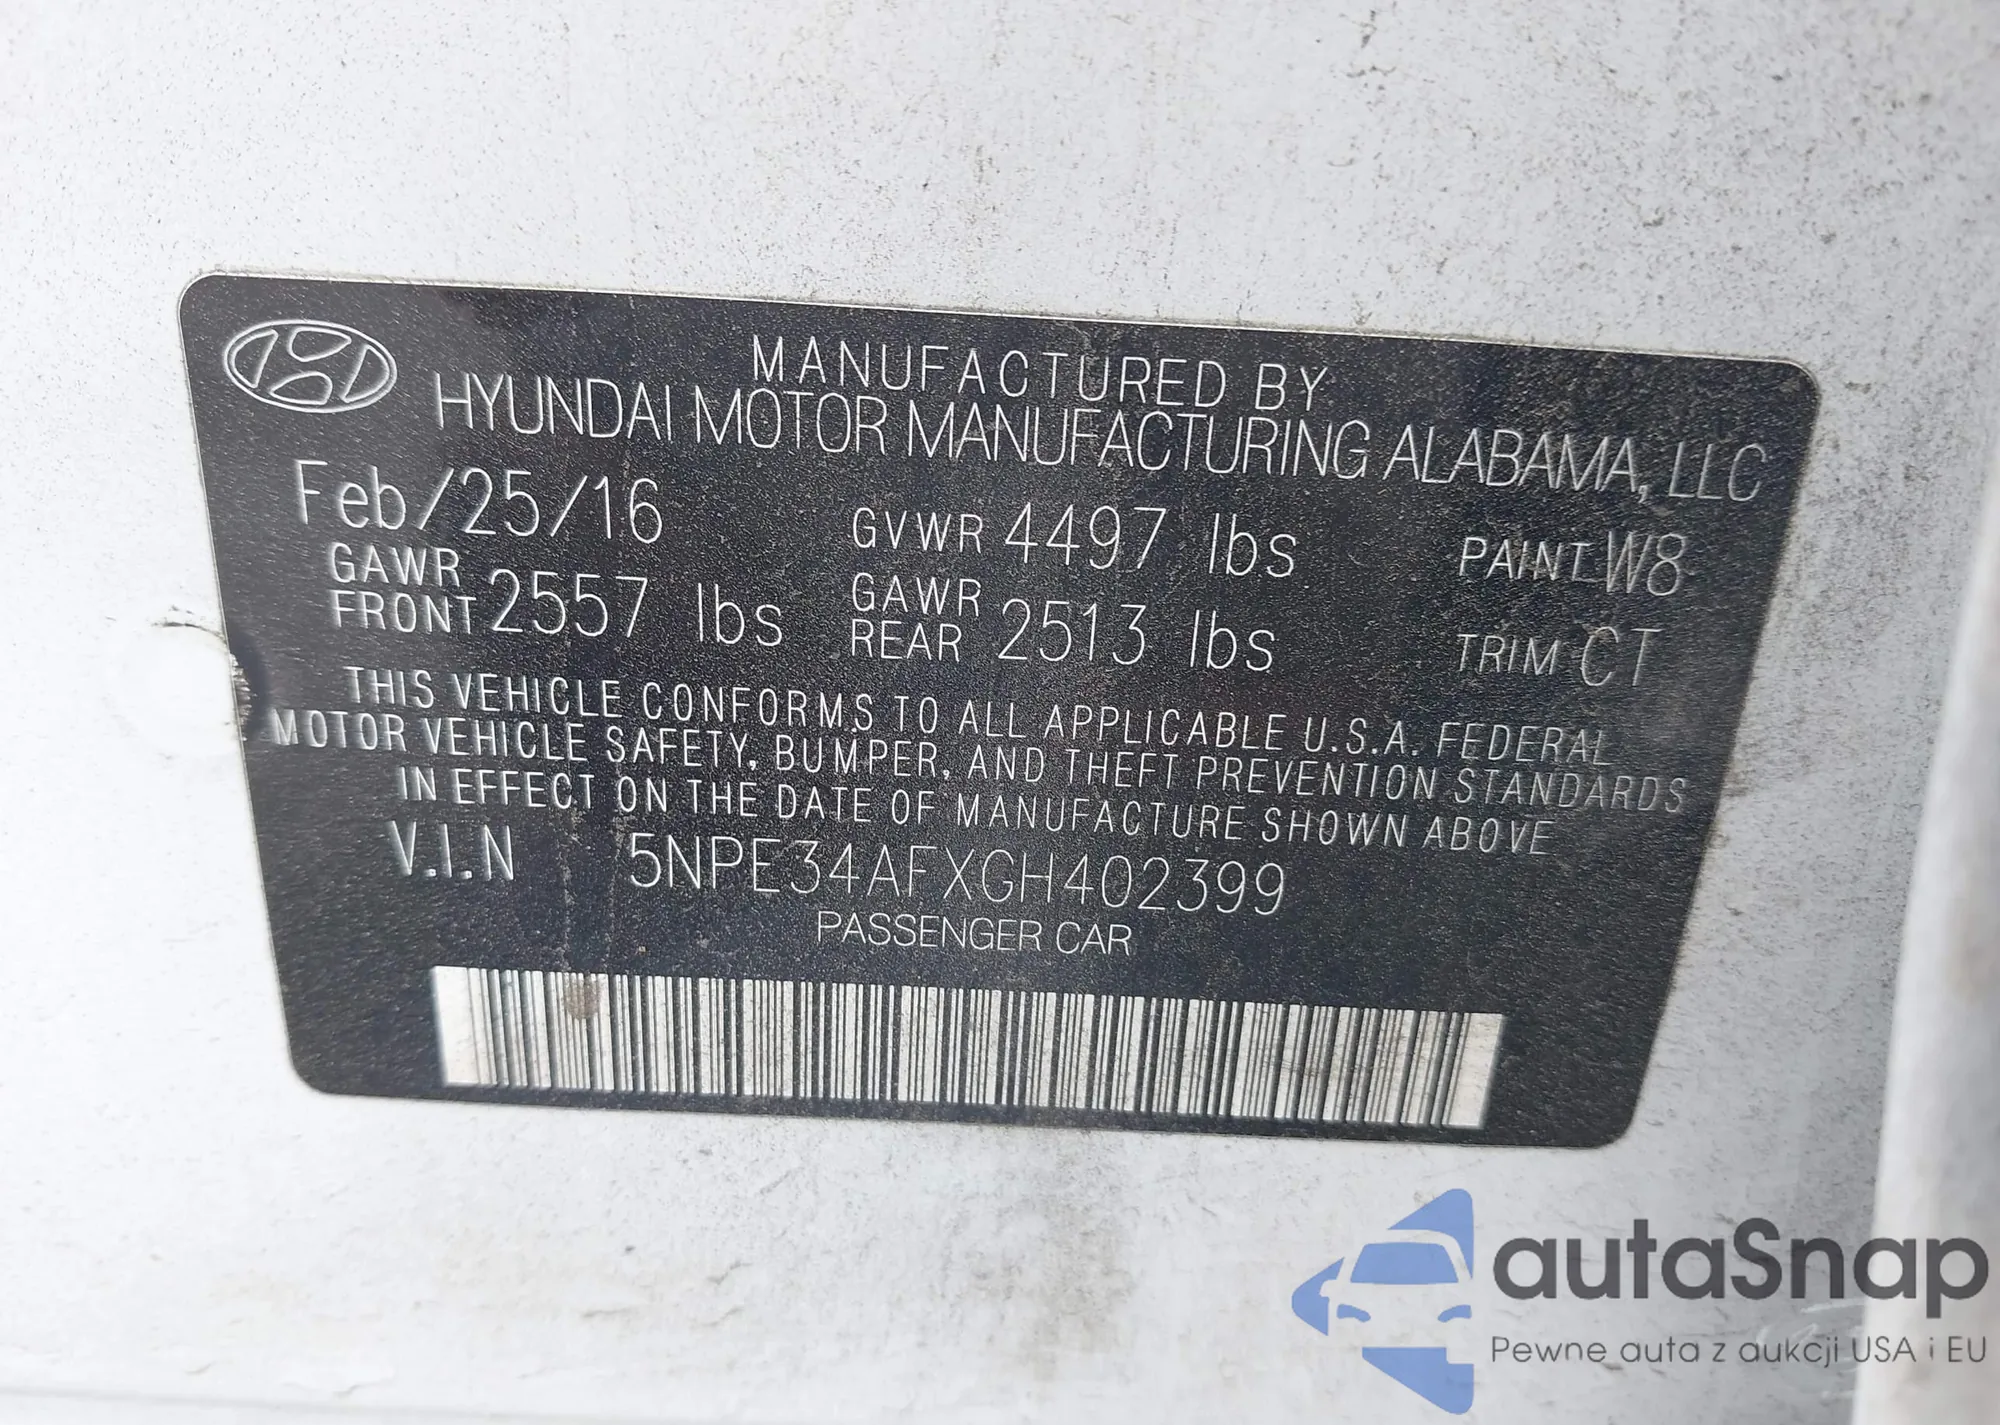 MANUFACTURED BY
HYUNDAI MOTOR MANUFACTURING ALABAMA, LLC
Feb/25/16 GVWR 4497 lbs PAINT W8
GAWR FRONT 2557 lbs GAWR REAR 2513 lbs TRIM CT
THIS VEHICLE CONFORMS TO ALL APPLICABLE U.S.A. FEDERAL
MOTOR VEHICLE SAFETY, BUMPER, AND THEFT PREVENTION STANDARDS
IN EFFECT ON THE DATE OF MANUFACTURE SHOWN ABOVE
V.I.N 5NPE34AFXGH402399
PASSENGER CAR
autaSnap
Pewne auta z aukcji USA i EU